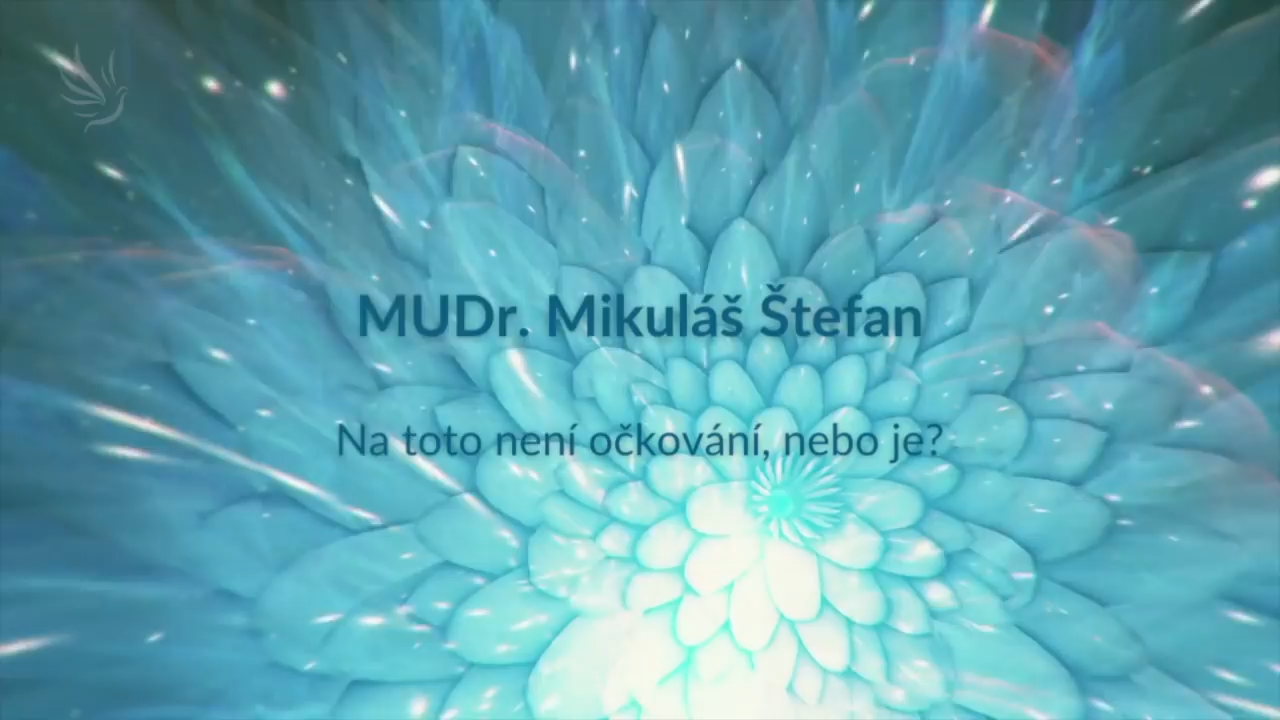 MUDr. Mikuláš Štefan
Na toto není očkování, nebo je?